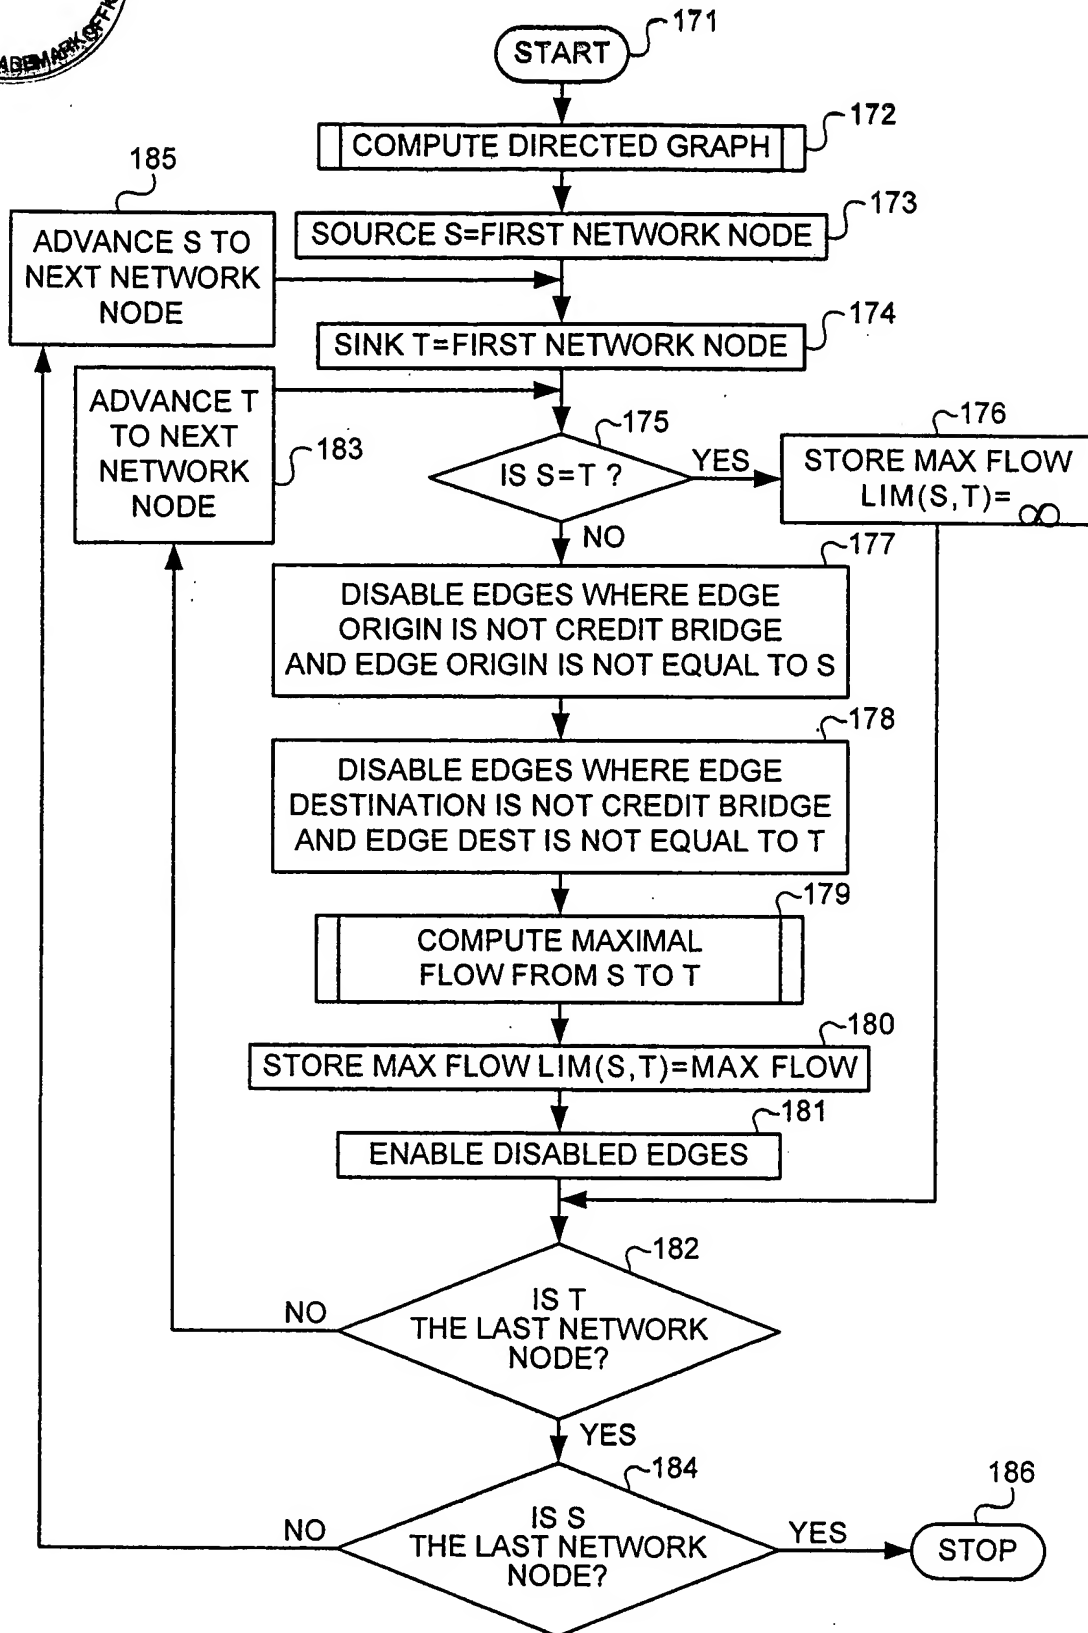 171
START
172
COMPUTE DIRECTED GRAPH
185
173
ADVANCE S TO
NEXT NETWORK
NODE
SOURCE S=FIRST NETWORK NODE
174
SINK T=FIRST NETWORK NODE
ADVANCE T
TO NEXT
NETWORK
NODE
183
175
176
IS S=T ?
YES
STORE MAX FLOW
LIM(S,T)= ∞
NO
177
DISABLE EDGES WHERE EDGE
ORIGIN IS NOT CREDIT BRIDGE
AND EDGE ORIGIN IS NOT EQUAL TO S
178
DISABLE EDGES WHERE EDGE
DESTINATION IS NOT CREDIT BRIDGE
AND EDGE DEST IS NOT EQUAL TO T
179
COMPUTE MAXIMAL
FLOW FROM S TO T
180
STORE MAX FLOW LIM(S,T)=MAX FLOW
181
ENABLE DISABLED EDGES
182
NO
IS T
THE LAST NETWORK
NODE?
YES
184
186
NO
IS S
THE LAST NETWORK
NODE?
YES
STOP